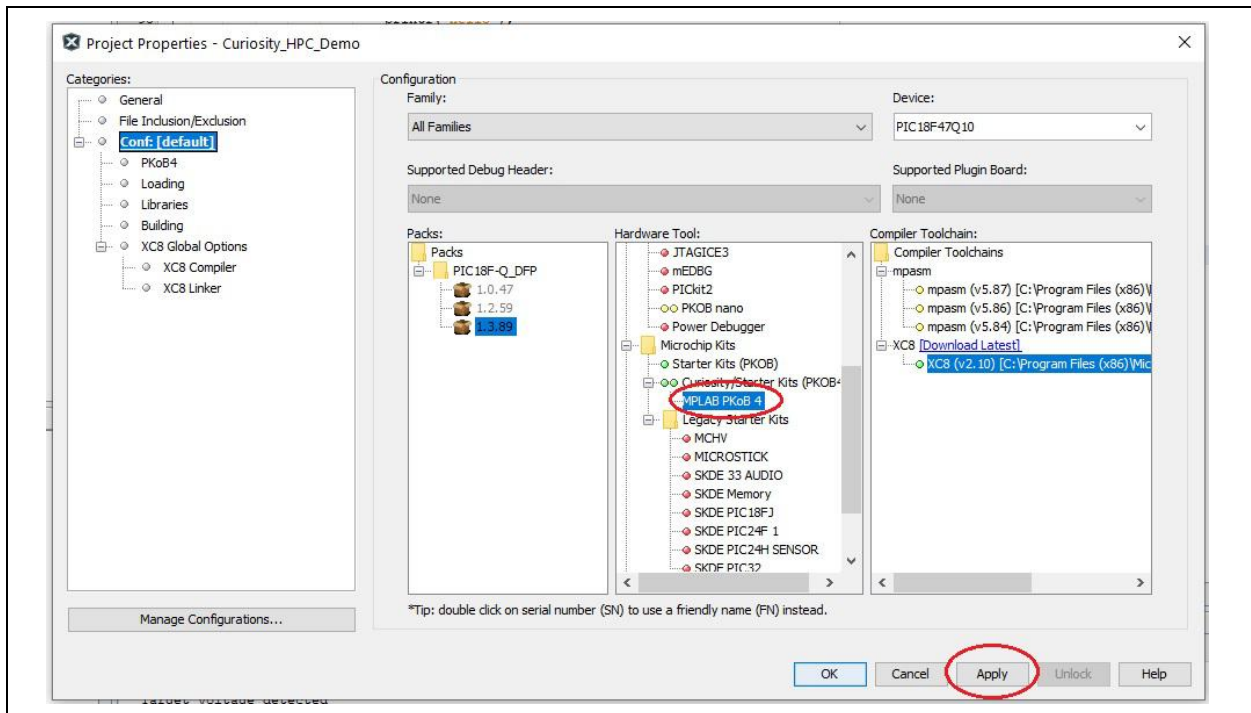 Project Properties - Curiosity_HPC_Demo
Categories:
General
File Inclusion/Exclusion
Conf: [default]
PKoB4
Loading
Libraries
Building
XC8 Global Options
XC8 Compiler
XC8 Linker
Manage Configurations...
Configuration
Family:
All Families
Device:
PIC18F47Q10
Supported Debug Header:
None
Supported Plugin Board:
None
Packs:
Packs
PIC18F-Q_DFP
1.0.47
1.2.59
1.3.89
Hardware Tool:
JTAGICE3
mEDBG
PICkit2
PKOB nano
Power Debugger
Microchip Kits
Starter Kits (PKOB)
Curiosity/Starter Kits (PKOB4
MPLAB PKoB 4
Legacy Starter Kits
MCHV
MICROSTICK
SKDE 33 AUDIO
SKDE Memory
SKDE PIC18FJ
SKDE PIC24F 1
SKDE PIC24H SENSOR
SKDE PIC32
Compiler Toolchain:
Compiler Toolchains
mpasm
mpasm (v5.87) [C:\Program Files (x86)\
mpasm (v5.86) [C:\Program Files (x86)\
mpasm (v5.84) [C:\Program Files (x86)\
XC8 [Download Latest]
XC8 (v2.10) [C:\Program Files (x86)\Mic
*Tip: double click on serial number (SN) to use a friendly name (FN) instead.
OK Cancel Apply Unlock Help